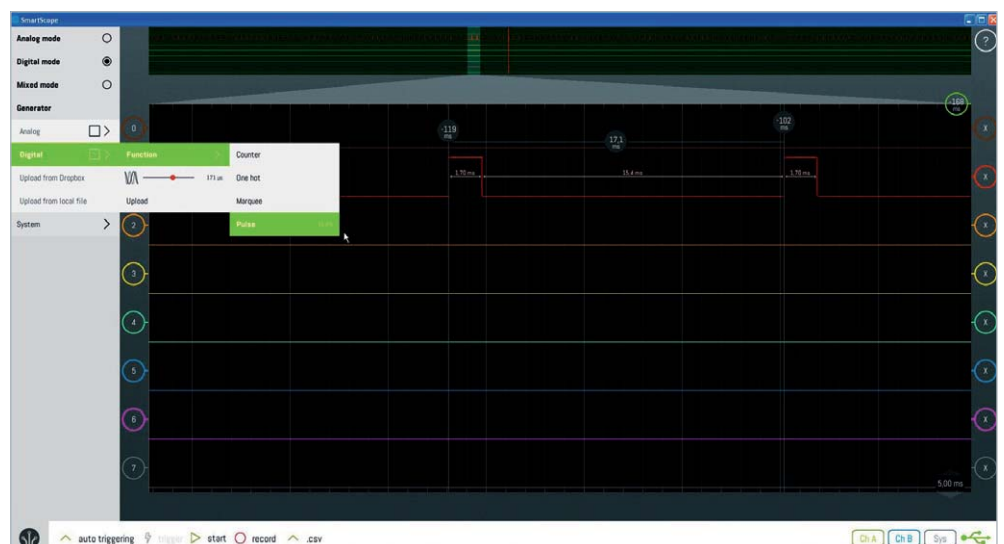 SmartScope
Analog mode
Digital mode
Mixed mode
Generator
Analog
Digital
Function
Counter
Upload from Dropbox
171 µs
One hot
Upload from local file
Upload
Marquee
System
Pulse
?
-168 ms
-119 ms
17,1 ms
-102 ms
1,70 ms
15,4 ms
1,70 ms
0
X
X
2
X
3
X
4
X
5
X
6
X
7
X
5,00 ms
auto triggering trigger start record .csv
Ch A Ch B Sys